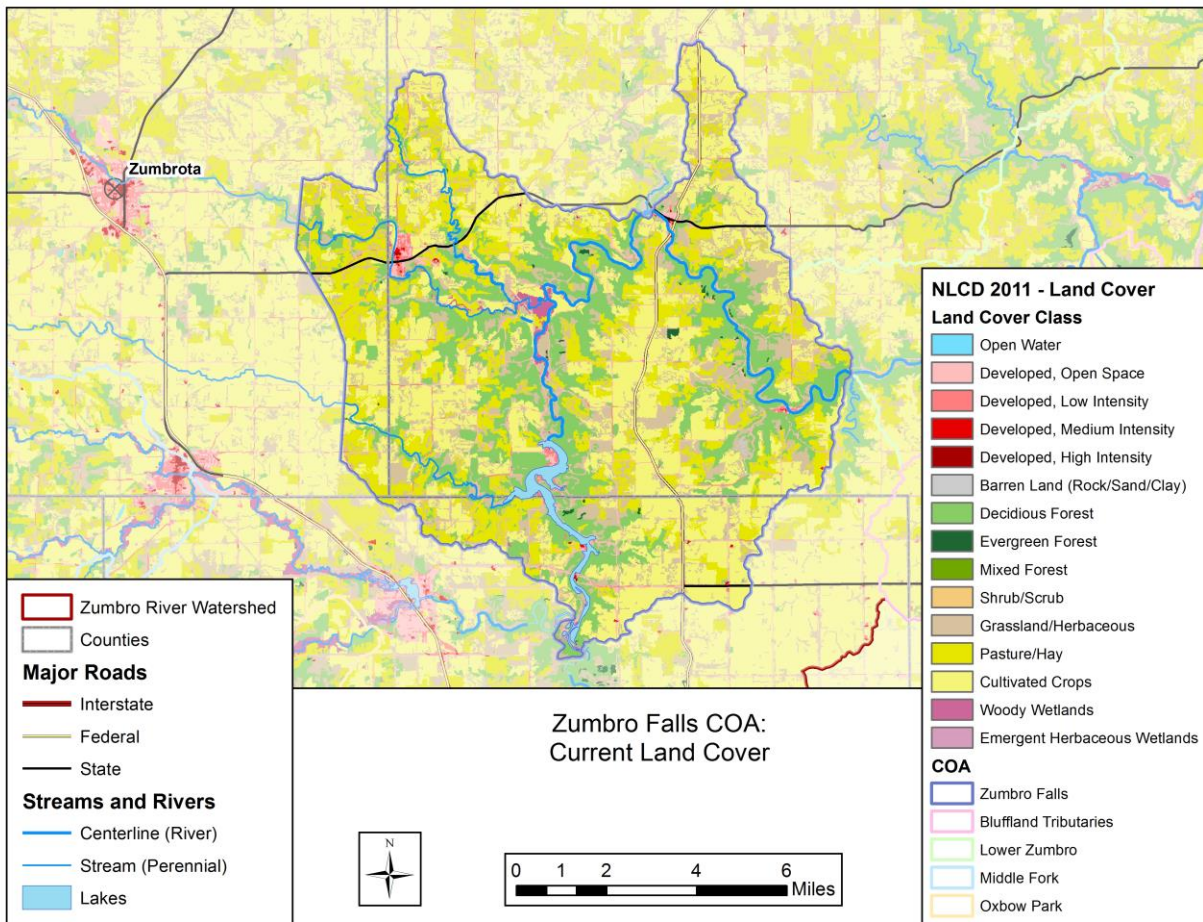 Zumbrota
NLCD 2011 - Land Cover
Land Cover Class
Open Water
Developed, Open Space
Developed, Low Intensity
Developed, Medium Intensity
Developed, High Intensity
Barren Land (Rock/Sand/Clay)
Decidious Forest
Evergreen Forest
Mixed Forest
Shrub/Scrub
Grassland/Herbaceous
Pasture/Hay
Cultivated Crops
Woody Wetlands
Emergent Herbaceous Wetlands
COA
Zumbro Falls
Bluffland Tributaries
Lower Zumbro
Middle Fork
Oxbow Park
Zumbro River Watershed
Counties
Major Roads
Interstate
Federal
State
Streams and Rivers
Centerline (River)
Stream (Perennial)
Lakes
Zumbro Falls COA:
Current Land Cover
N
0 1 2 4 6
Miles